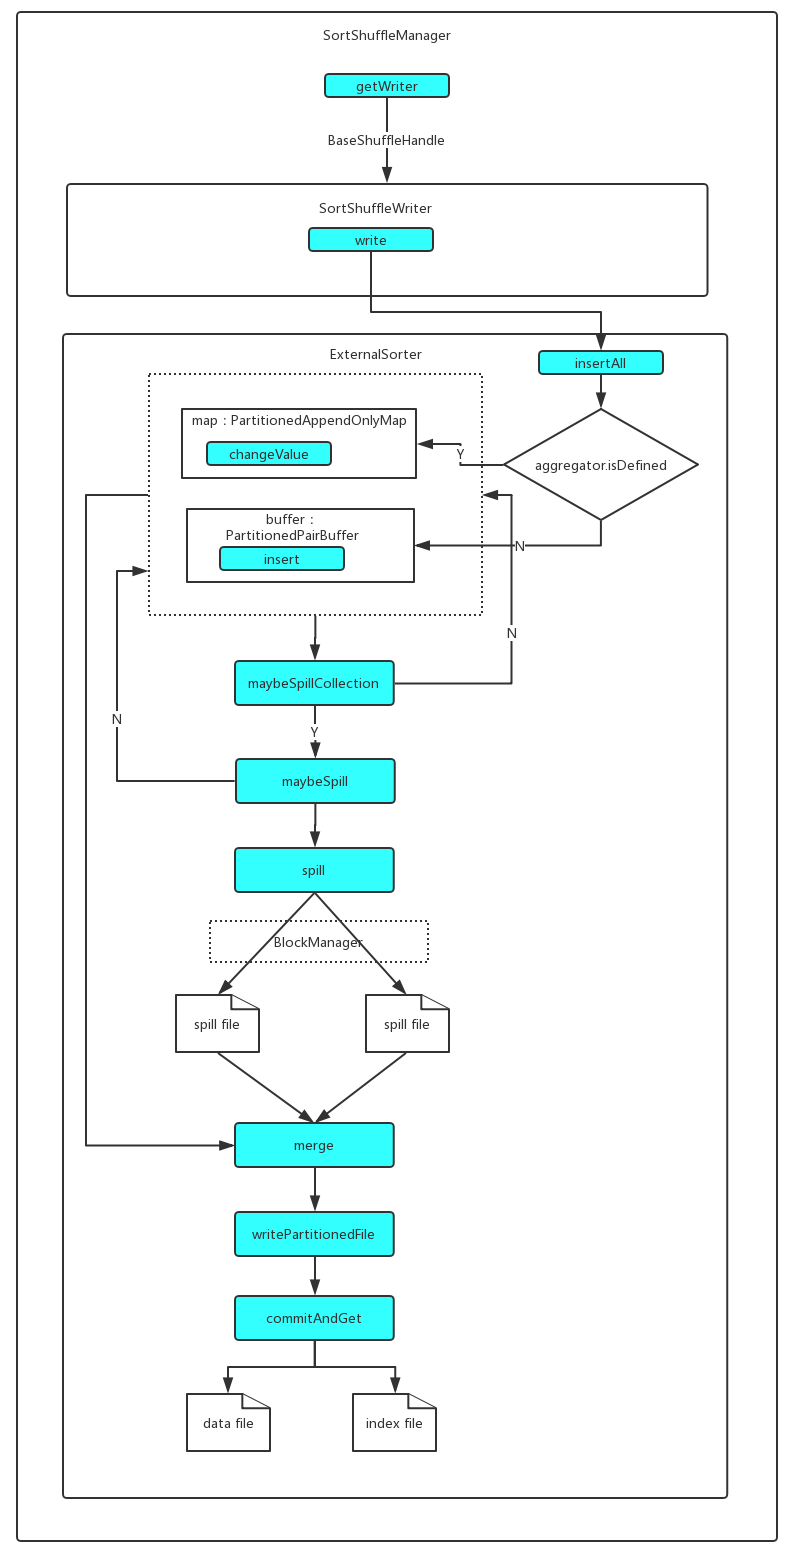 SortShuffleManager
getWriter
BaseShuffleHandle
SortShuffleWriter
write
ExternalSorter
insertAll
map : PartitionedAppendOnlyMap
changeValue
Y
aggregator.isDefined
buffer :
PartitionedPairBuffer
insert
N
N
maybeSpillCollection
N
Y
maybeSpill
spill
BlockManager
spill file
spill file
merge
writePartitionedFile
commitAndGet
data file
index file